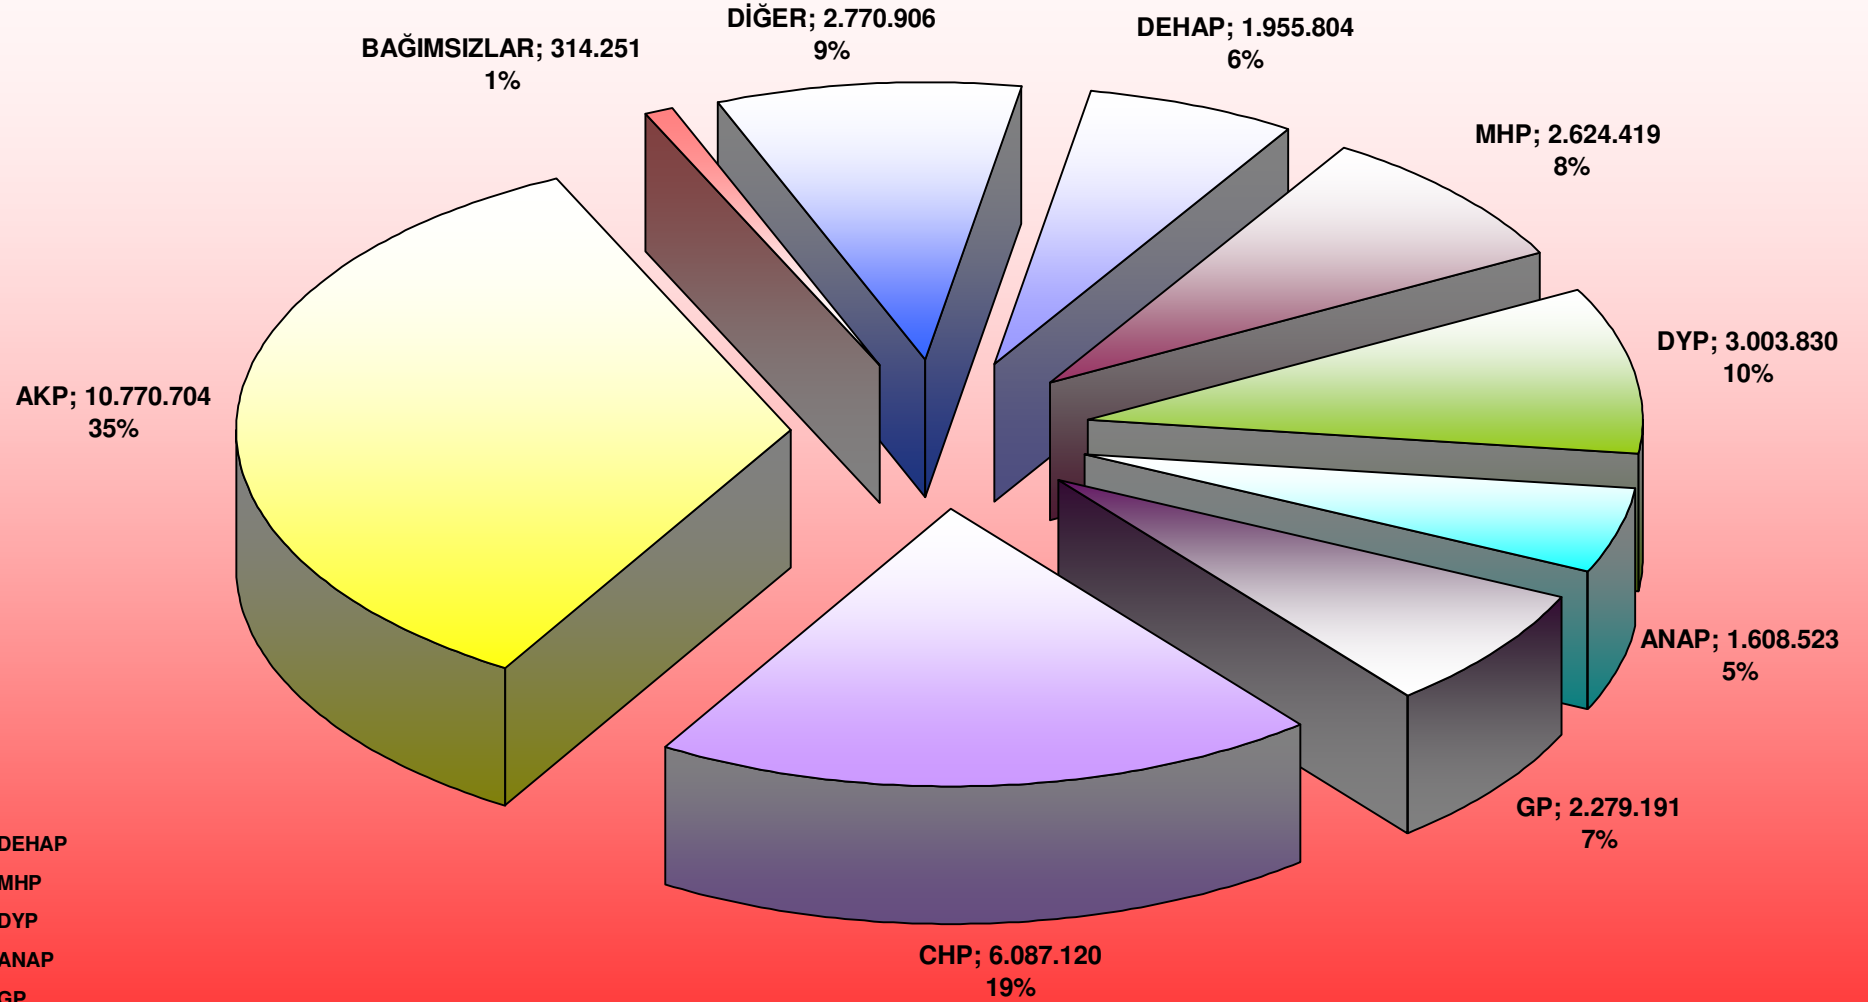 DİĞER; 2.770.906
9%
DEHAP; 1.955.804
6%
BAĞIMSIZLAR; 314.251
1%
MHP; 2.624.419
8%
DYP; 3.003.830
10%
AKP; 10.770.704
35%
ANAP; 1.608.523
5%
GP; 2.279.191
7%
CHP; 6.087.120
19%
DEHAP
MHP
DYP
ANAP
GP